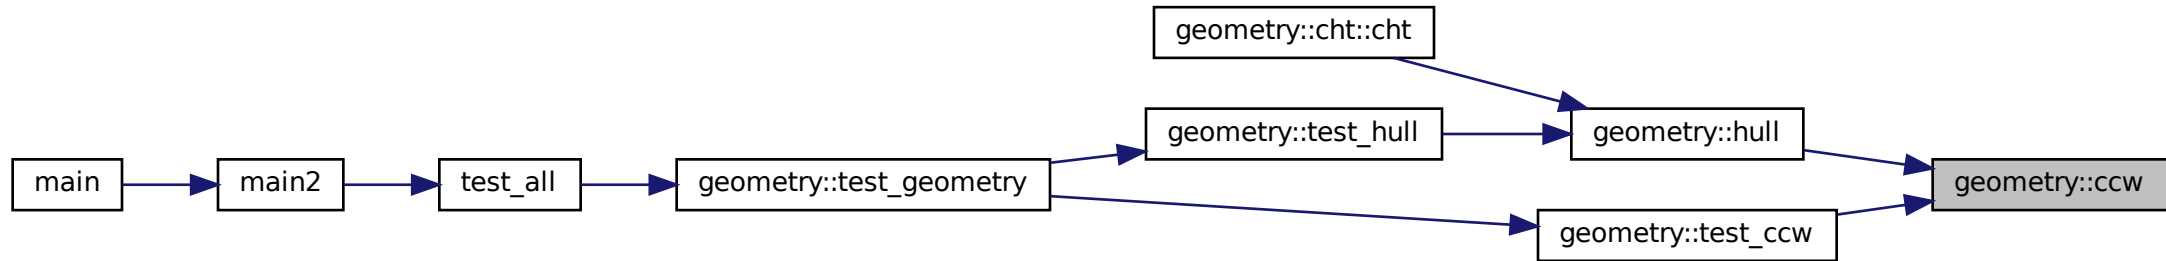 geometry::cht::cht
geometry::test_hull
geometry::hull
main
main2
test_all
geometry::test_geometry
geometry::ccw
geometry::test_ccw